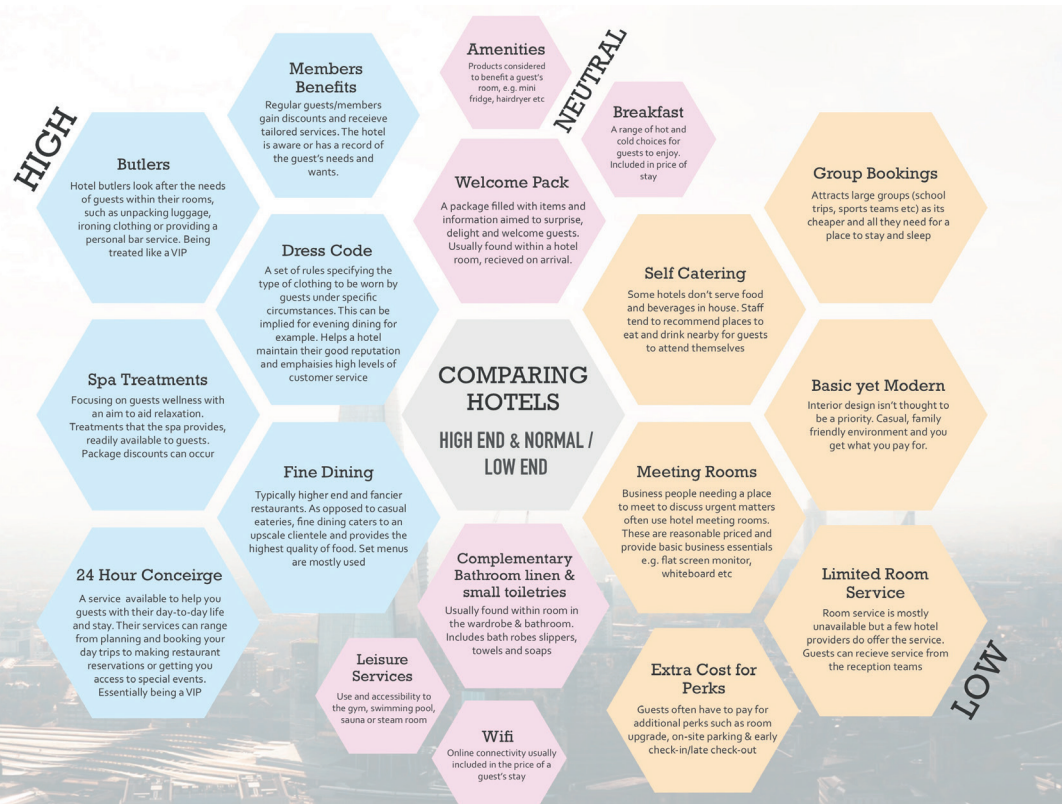 HIGH
Butlers
Hotel butlers look after the needs
of guests within their rooms,
such as unpacking luggage,
ironing clothing or providing a
personal bar service. Being
treated like a VIP
Members
Benefits
Regular guests/members
gain discounts and receieve
tailored services. The hotel
is aware or has a record of
the guest's needs and
wants.
Dress Code
A set of rules specifying the
type of clothing to be worn by
guests under specific
circumstances. This can be
implied for evening dining for
example. Helps a hotel
maintain their good reputation
and emphaisies high levels of
customer service
Spa Treatments
Focusing on guests wellness with
an aim to aid relaxation.
Treatments that the spa provides,
readily available to guests.
Package discounts can occur
Fine Dining
Typically higher end and fancier
restaurants. As opposed to casual
eateries, fine dining caters to an
upscale clientele and provides the
highest quality of food. Set menus
are mostly used
24 Hour Conceirge
A service available to help you
guests with their day-to-day life
and stay. Their services can range
from planning and booking your
day trips to making restaurant
reservations or getting you
access to special events.
Essentially being a VIP
NEUTRAL
Amenities
Products considered
to benefit a guest's
room, e.g. mini
fridge, hairdryer etc
Breakfast
A range of hot and
cold choices for
guests to enjoy.
Included in price of
stay
Welcome Pack
A package filled with items and
information aimed to surprise,
delight and welcome guests.
Usually found within a hotel
room, recieved on arrival.
COMPARING
HOTELS
HIGH END & NORMAL /
LOW END
Complementary
Bathroom linen &
small toiletries
Usually found within room in
the wardrobe & bathroom.
Includes bath robes slippers,
towels and soaps
Leisure
Services
Use and accessibility to
the gym, swimming pool,
sauna or steam room
Wifi
Online connectivity usually
included in the price of a
guest's stay
Group Bookings
Attracts large groups (school
trips, sports teams etc) as its
cheaper and all they need for a
place to stay and sleep
Self Catering
Some hotels don't serve food
and beverages in house. Staff
tend to recommend places to
eat and drink nearby for guests
to attend themselves
Basic yet Modern
Interior design isn't thought to
be a priority. Casual, family
friendly environment and you
get what you pay for.
Meeting Rooms
Business people needing a place
to meet to discuss urgent matters
often use hotel meeting rooms.
These are reasonable priced and
provide basic business essentials
e.g. flat screen monitor,
whiteboard etc
Limited Room
Service
Room service is mostly
unavailable but a few hotel
providers do offer the service.
Guests can recieve service from
the reception teams
Extra Cost for
Perks
Guests often have to pay for
additional perks such as room
upgrade, on-site parking & early
check-in/late check-out
LOW